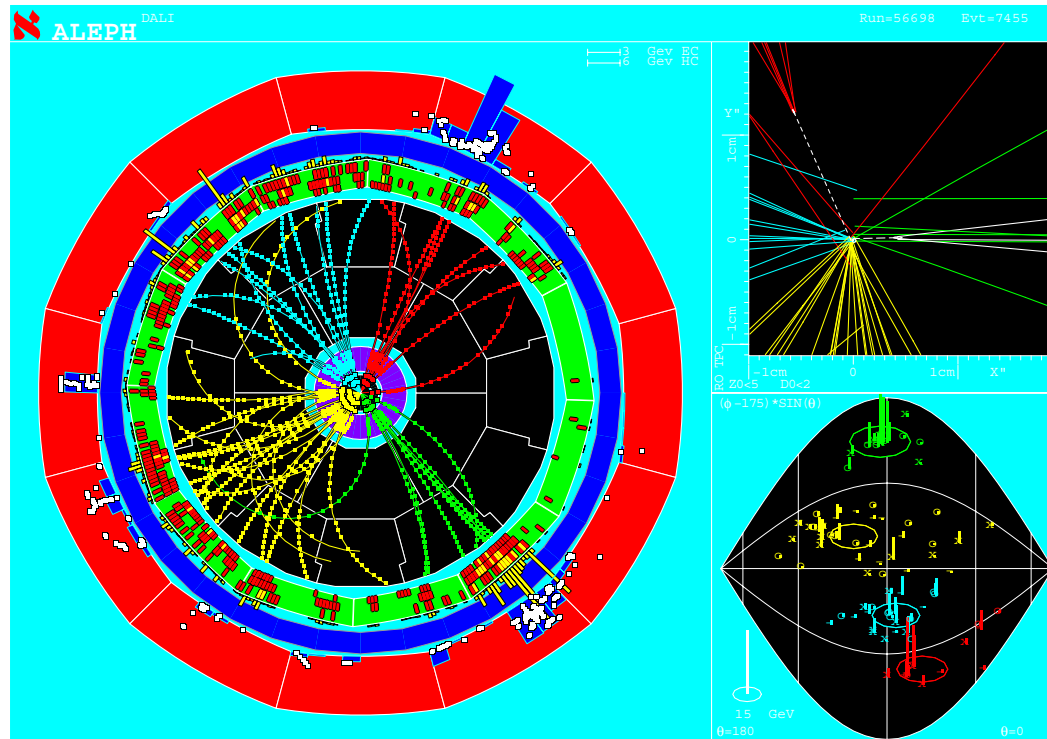 ℵ ALEPH DALI Run=56698 Evt=7455
3 Gev EC
6 Gev HC
Y"
1cm
0
-1cm
-1cm 0 1cm X"
RO TPC
Z0<5 D0<2
(φ-175)*SIN(θ)
15 GeV
θ=180 θ=0